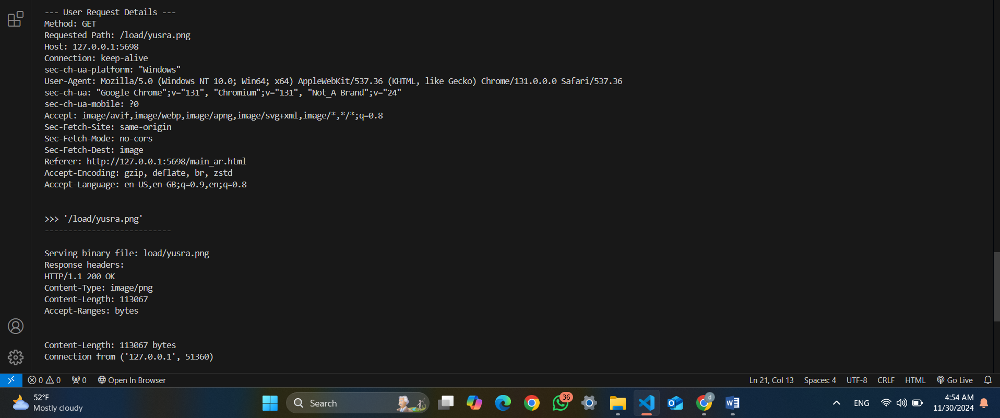 --- User Request Details ---
Method: GET
Requested Path: /load/yusra.png
Host: 127.0.0.1:5698
Connection: keep-alive
sec-ch-ua-platform: "Windows"
User-Agent: Mozilla/5.0 (Windows NT 10.0; Win64; x64) AppleWebKit/537.36 (KHTML, like Gecko) Chrome/131.0.0.0 Safari/537.36
sec-ch-ua: "Google Chrome";v="131", "Chromium";v="131", "Not_A Brand";v="24"
sec-ch-ua-mobile: ?0
Accept: image/avif,image/webp,image/apng,image/svg+xml,image/*,*/*;q=0.8
Sec-Fetch-Site: same-origin
Sec-Fetch-Mode: no-cors
Sec-Fetch-Dest: image
Referer: http://127.0.0.1:5698/main_ar.html
Accept-Encoding: gzip, deflate, br, zstd
Accept-Language: en-US,en-GB;q=0.9,en;q=0.8
>>> '/load/yusra.png'
---------------------------
Serving binary file: load/yusra.png
Response headers:
HTTP/1.1 200 OK
Content-Type: image/png
Content-Length: 113067
Accept-Ranges: bytes
Content-Length: 113067 bytes
Connection from ('127.0.0.1', 51360)
0 0 0 Open In Browser Ln 21, Col 13 Spaces: 4 UTF-8 CRLF HTML Go Live
52°F
Mostly cloudy
Search
36
d
ENG
4:54 AM
11/30/2024